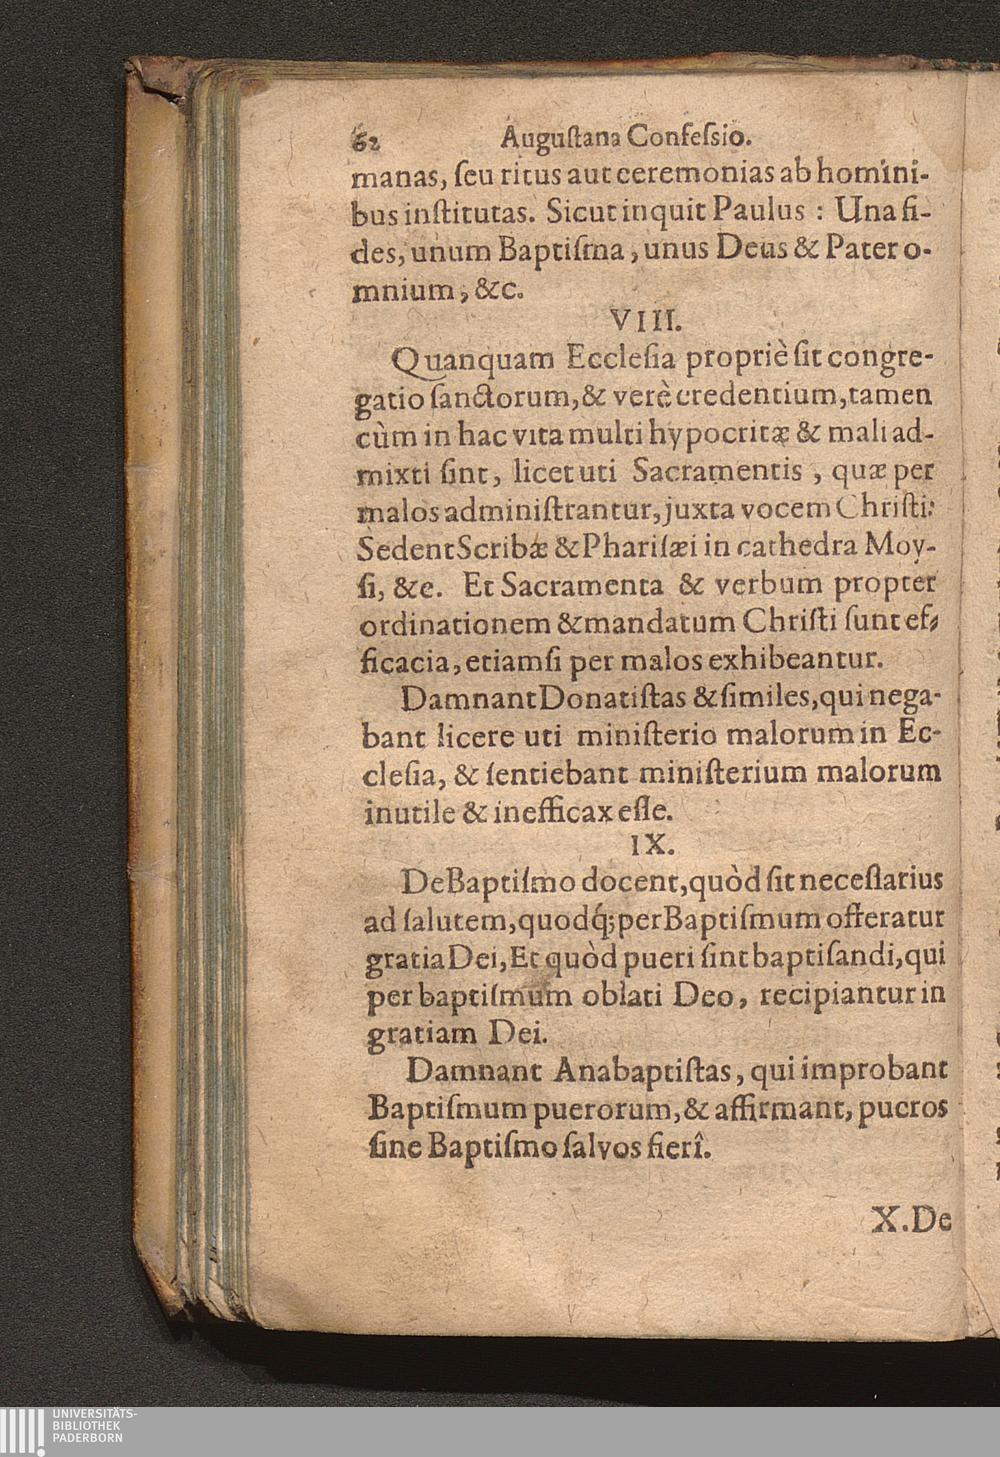 62 Auguſtana Confeſsio.
manas, ſeu ritus aut ceremonias ab homini-
bus inſtitutas. Sicut inquit Paulus : Una fi-
des, unum Baptiſma, unus Deus & Pater o-
mnium, &c.
VIII.
Quanquam Eccleſia propriè ſit congre-
gatio ſanctorum, & verè credentium, tamen
cùm in hac vita multi hypocritæ & mali ad-
mixti ſint, licet uti Sacramentis, quæ per
malos adminiſtrantur, juxta vocem Chriſti:
Sedent Scribæ & Phariſæi in cathedra Moy-
ſi, &c. Et Sacramenta & verbum propter
ordinationem & mandatum Chriſti ſunt ef-
ficacia, etiamſi per malos exhibeantur.
Damnant Donatiſtas & ſimiles, qui nega-
bant licere uti miniſterio malorum in Ec-
cleſia, & ſentiebant miniſterium malorum
inutile & inefficax eſſe.
IX.
De Baptiſmo docent, quòd ſit neceſſarius
ad ſalutem, quodq́; per Baptiſmum offeratur
gratia Dei, Et quòd pueri ſint baptiſandi, qui
per baptiſmum oblati Deo, recipiantur in
gratiam Dei.
Damnant Anabaptiſtas, qui improbant
Baptiſmum puerorum, & affirmant, pueros
ſine Baptiſmo ſalvos fierî.
X. De
UNIVERSITÄTS-
BIBLIOTHEK
PADERBORN